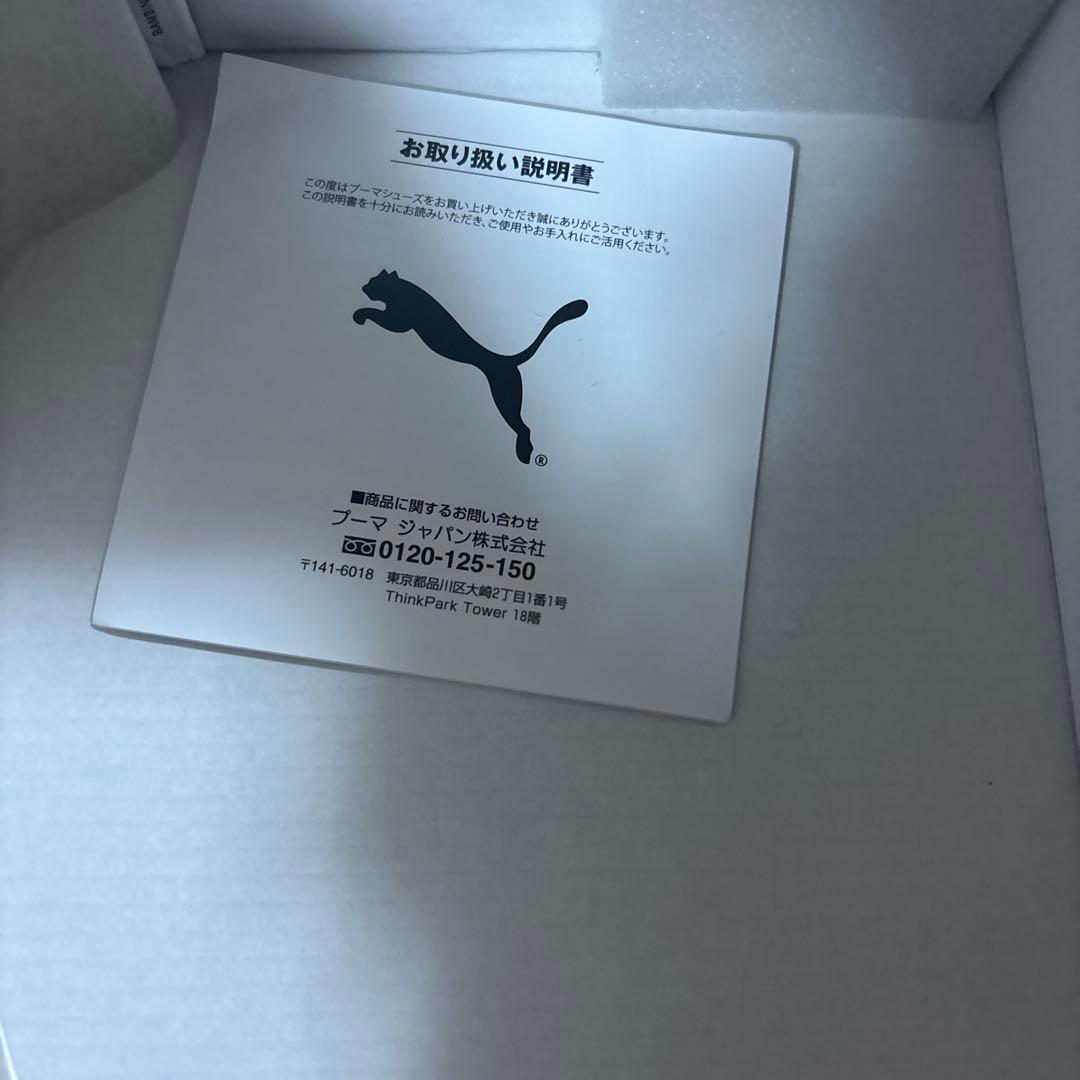 お取り扱い説明書
この度はプーマシューズをお買い上げいただき誠にありがとうございます。
この説明書を十分にお読みいただき、ご使用やお手入れにご活用ください。
®
■商品に関するお問い合わせ
プーマ ジャパン株式会社
0120-125-150
〒141-6018 東京都品川区大崎2丁目1番1号
ThinkPark Tower 18階